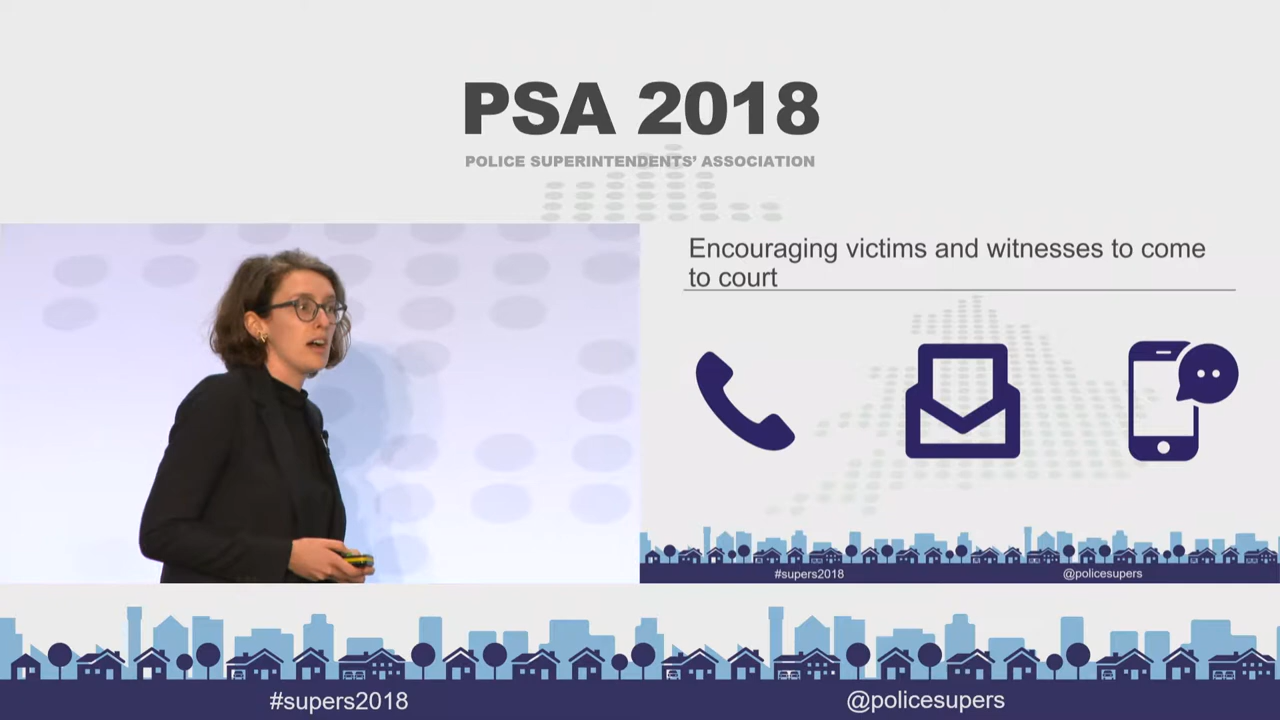 PSA 2018
POLICE SUPERINTENDENTS' ASSOCIATION
Encouraging victims and witnesses to come
to court
#supers2018
@policesupers
#supers2018
@policesupers